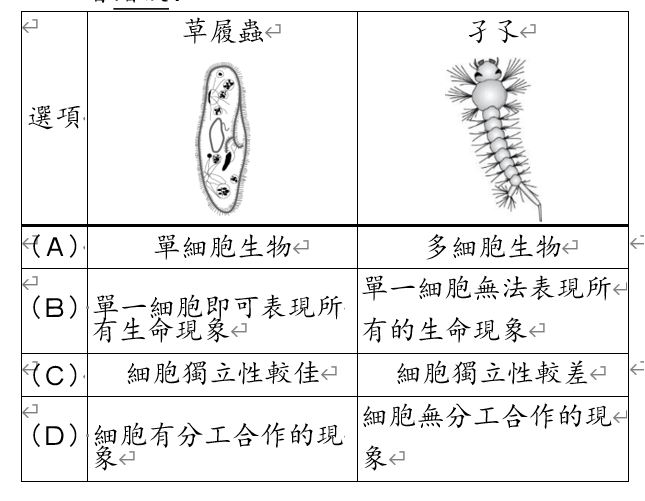 選項
草履蟲
孑孓
(A)
單細胞生物
多細胞生物
(B)
單一細胞即可表現所
有生命現象
單一細胞無法表現所
有的生命現象
(C)
細胞獨立性較佳
細胞獨立性較差
(D)
細胞有分工合作的現
象
細胞無分工合作的現
象